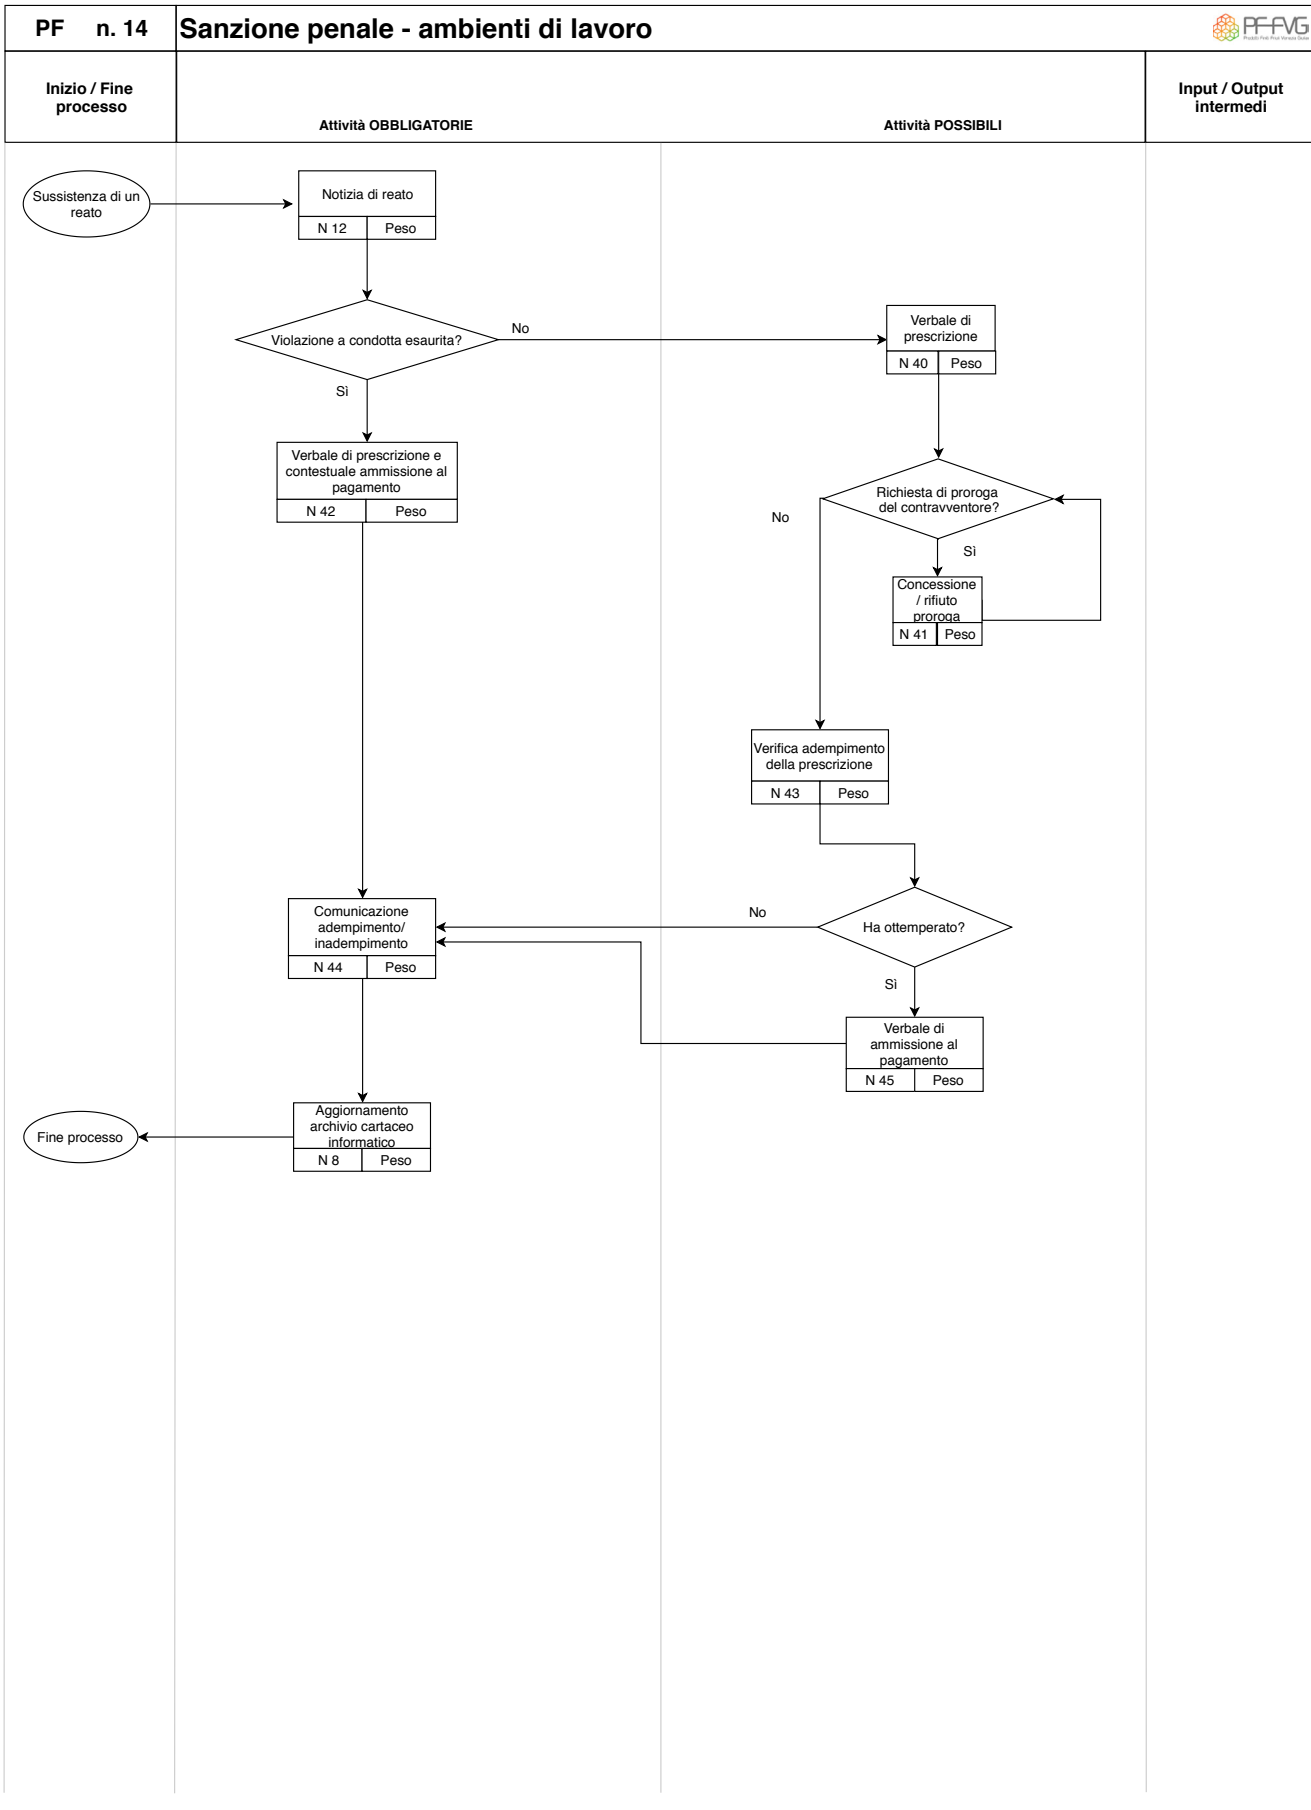 PF n. 14
Sanzione penale - ambienti di lavoro
PF-FVG
Inizio / Fine
processo
Attività OBBLIGATORIE
Attività POSSIBILI
Input / Output
intermedi
Sussistenza di un
reato
Notizia di reato
N 12
Peso
Violazione a condotta esaurita?
No
Sì
Verbale di
prescrizione
N 40
Peso
Verbale di prescrizione e
contestuale ammissione al
pagamento
N 42
Peso
Richiesta di proroga
del contravventore?
No
Sì
Concessione
/ rifiuto
proroga
N 41
Peso
Verifica adempimento
della prescrizione
N 43
Peso
Ha ottemperato?
No
Sì
Comunicazione
adempimento/
inadempimento
N 44
Peso
Verbale di
ammissione al
pagamento
N 45
Peso
Aggiornamento
archivio cartaceo
informatico
N 8
Peso
Fine processo